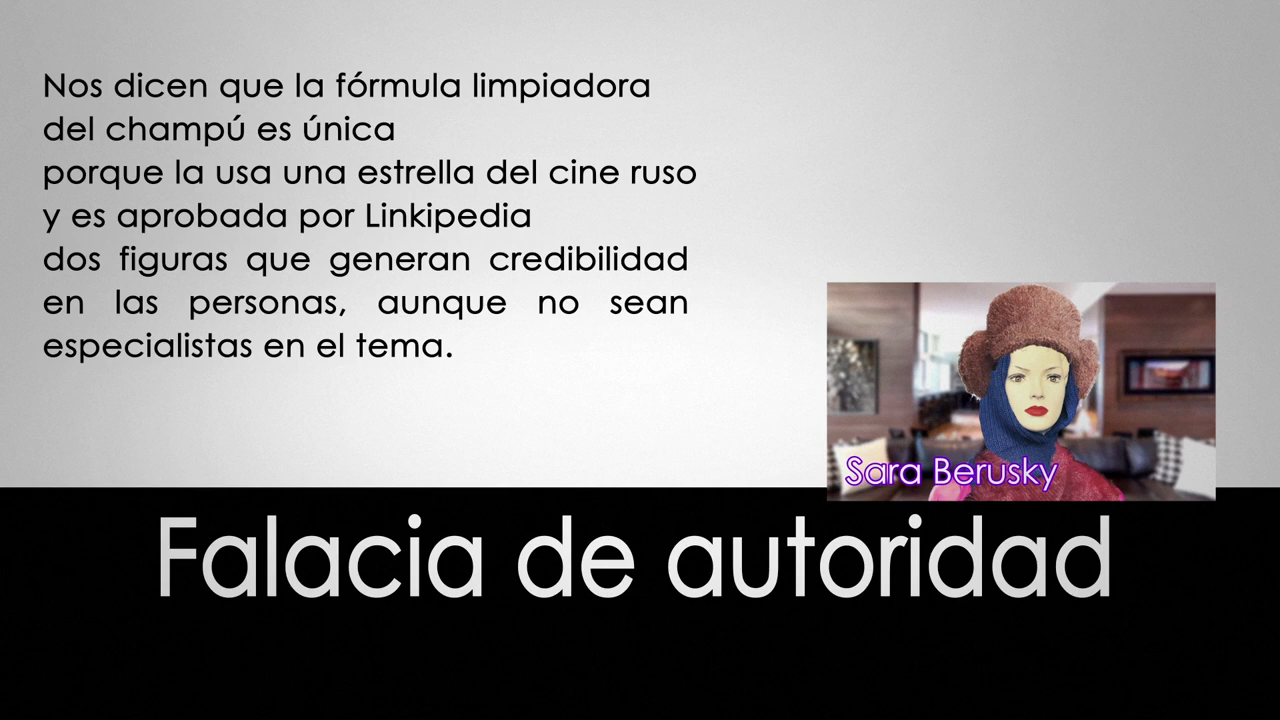 Nos dicen que la fórmula limpiadora
del champú es única
porque la usa una estrella del cine ruso
y es aprobada por Linkipedia
dos figuras que generan credibilidad
en las personas, aunque no sean
especialistas en el tema.
Sara Berusky
Falacia de autoridad